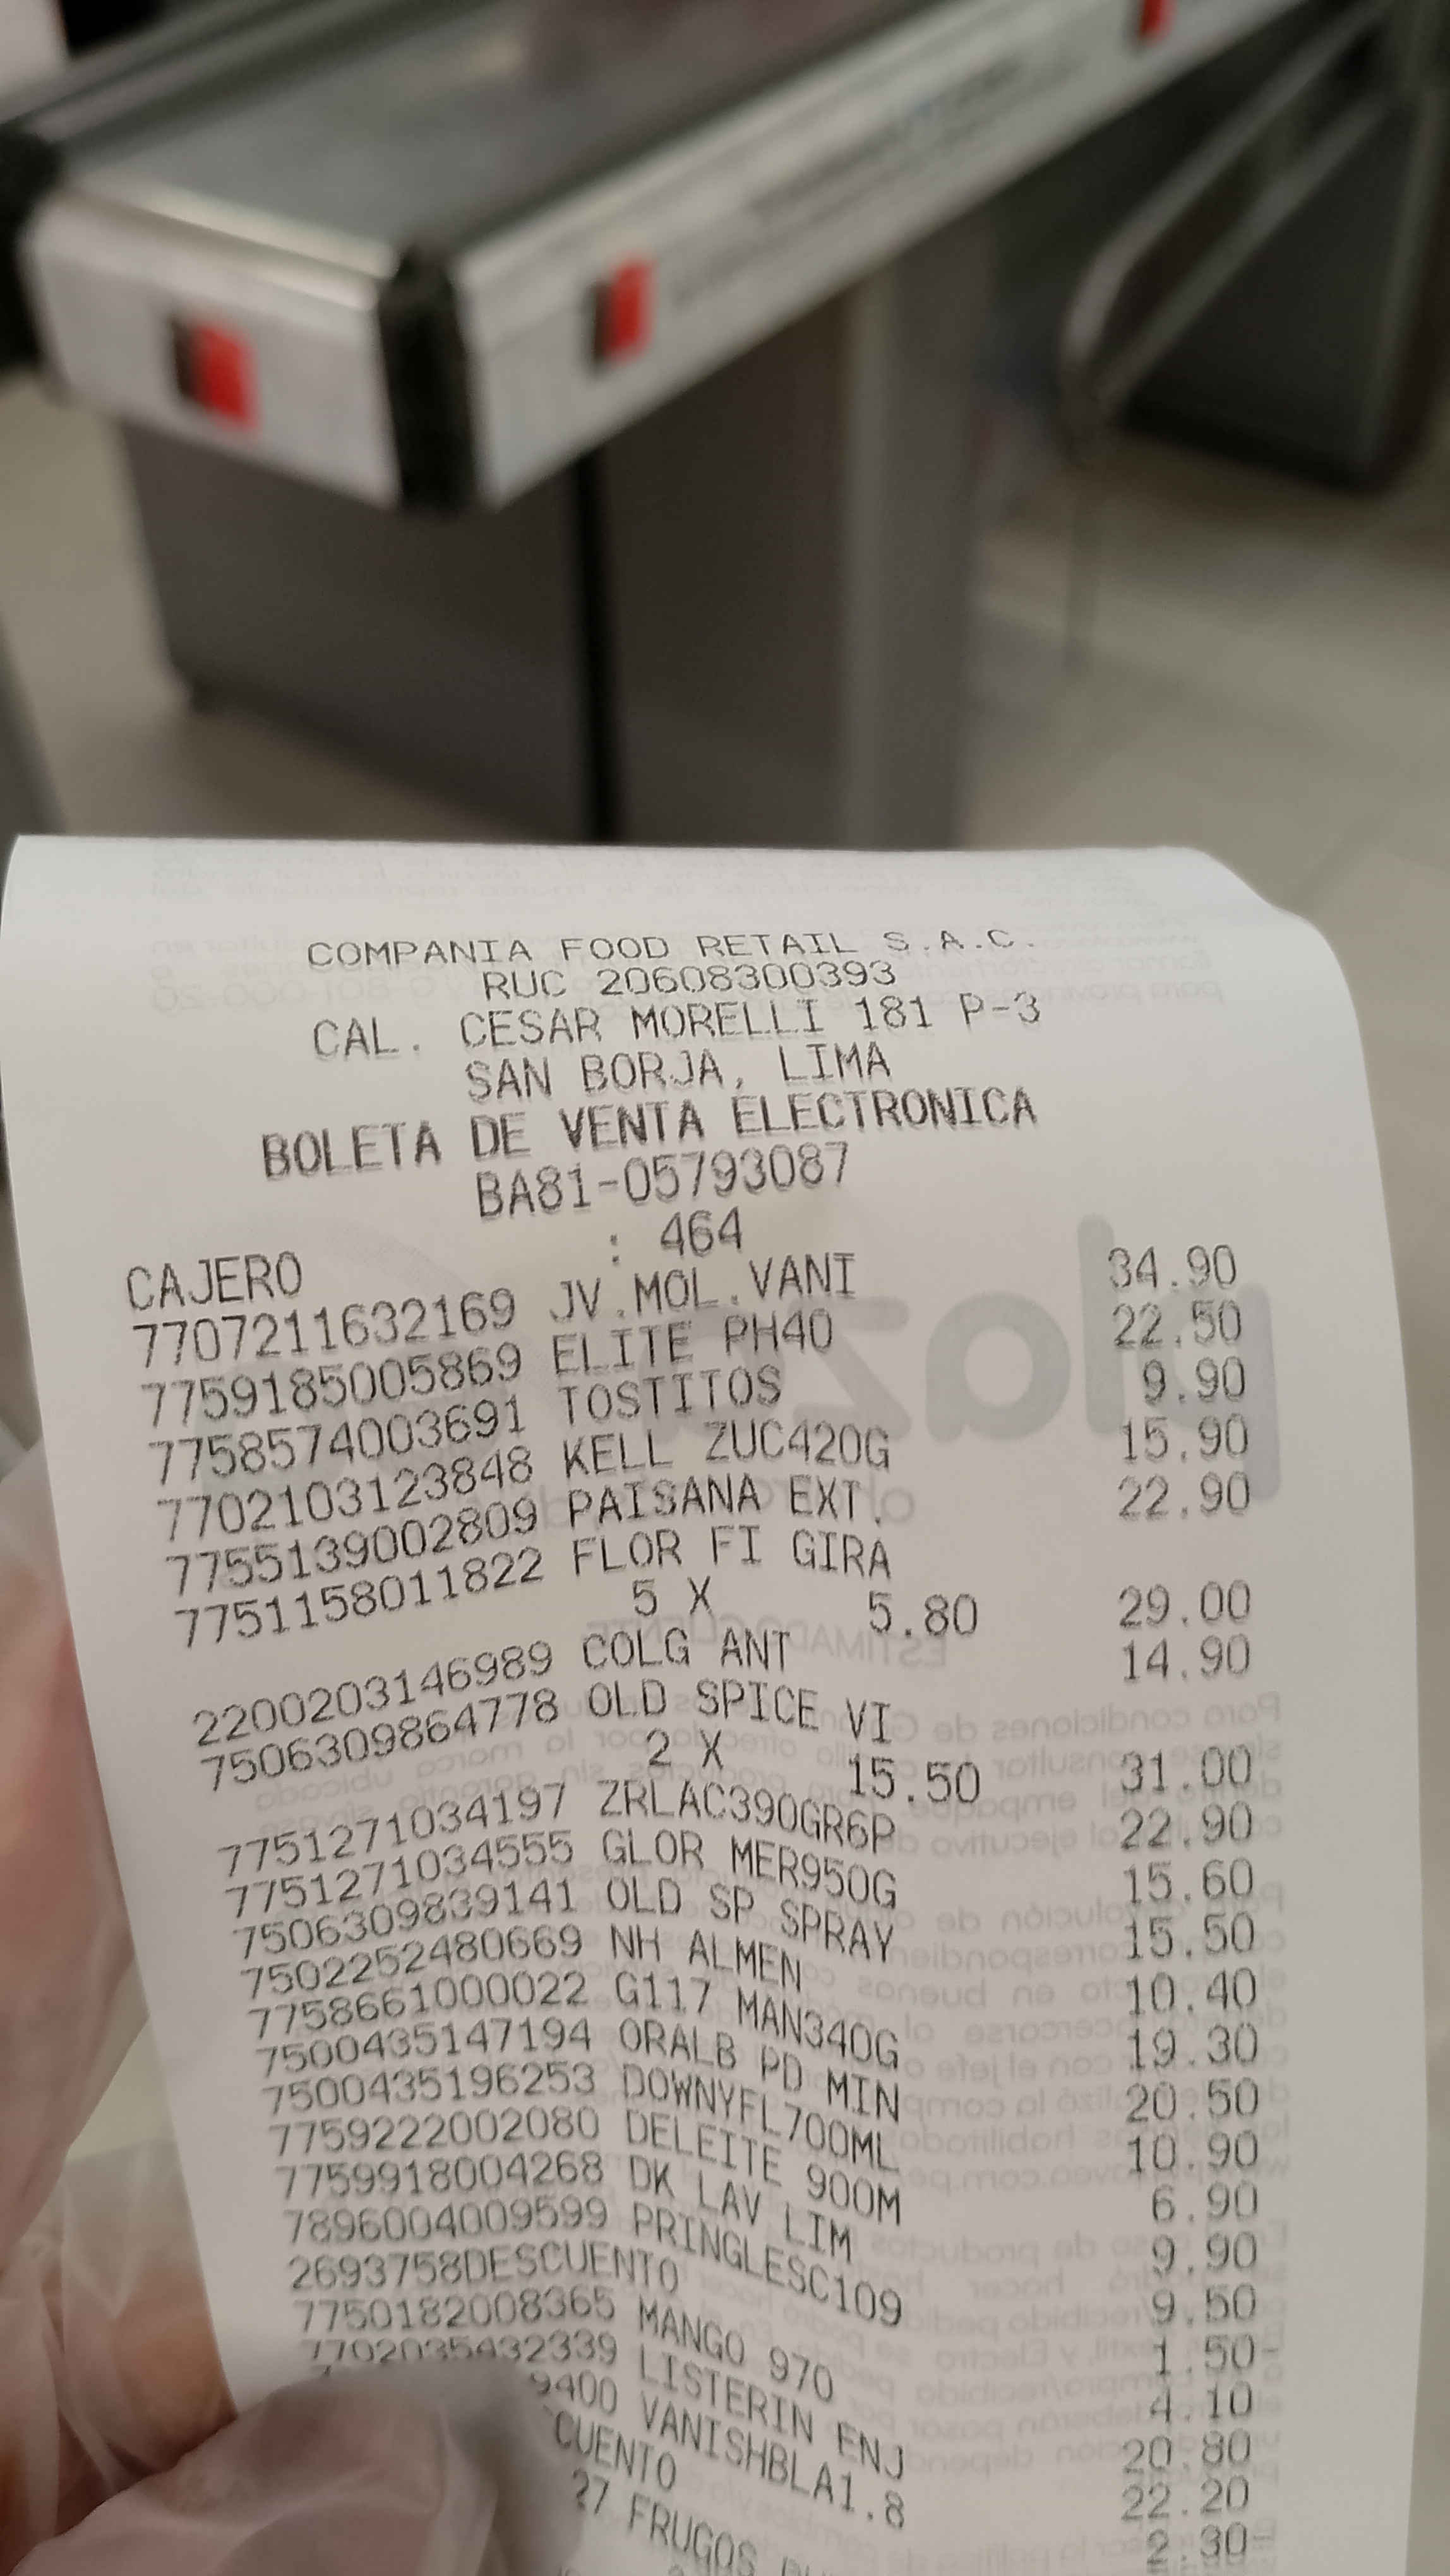 COMPANIA FOOD RETAIL S.A.C.
RUC 20608300393
CAL. CESAR MORELLI 181 P-3
SAN BORJA, LIMA
BOLETA DE VENTA ELECTRONICA
BA81-05793087
CAJERO : 464
7707211632169 JV.MOL.VANI 34.90
7759185005869 ELITE PH40 22.50
7758574003691 TOSTITOS 9.90
7702103123848 KELL ZUC420G 15.90
7755139002809 PAISANA EXT. 22.90
7751158011822 FLOR FI GIRA
5 X 5.80 29.00
2200203146989 COLG ANT 14.90
7506309864778 OLD SPICE VI
2 X 15.50 31.00
7751271034197 ZRLAC390GR6P 22.90
7751271034555 GLOR MER950G 15.60
7506309839141 OLD SP SPRAY 15.50
7502252480669 NH ALMEN 10.40
7758661000022 G117 MAN340G 19.30
7500435147194 ORALB PD MIN 20.50
7500435196253 DOWNYFL700ML 10.90
7759222002080 DELEITE 900M 6.90
7759918004268 DK LAV LIM 9.90
7896004009599 PRINGLESC109 9.50
2693758DESCUENTO 1.50-
7750182008365 MANGO 970 4.10
7702035432339 LISTERIN ENJ 20.80
9400 VANISHBLA1.8 22.20
CUENTO 2.30-
27 FRUGOS